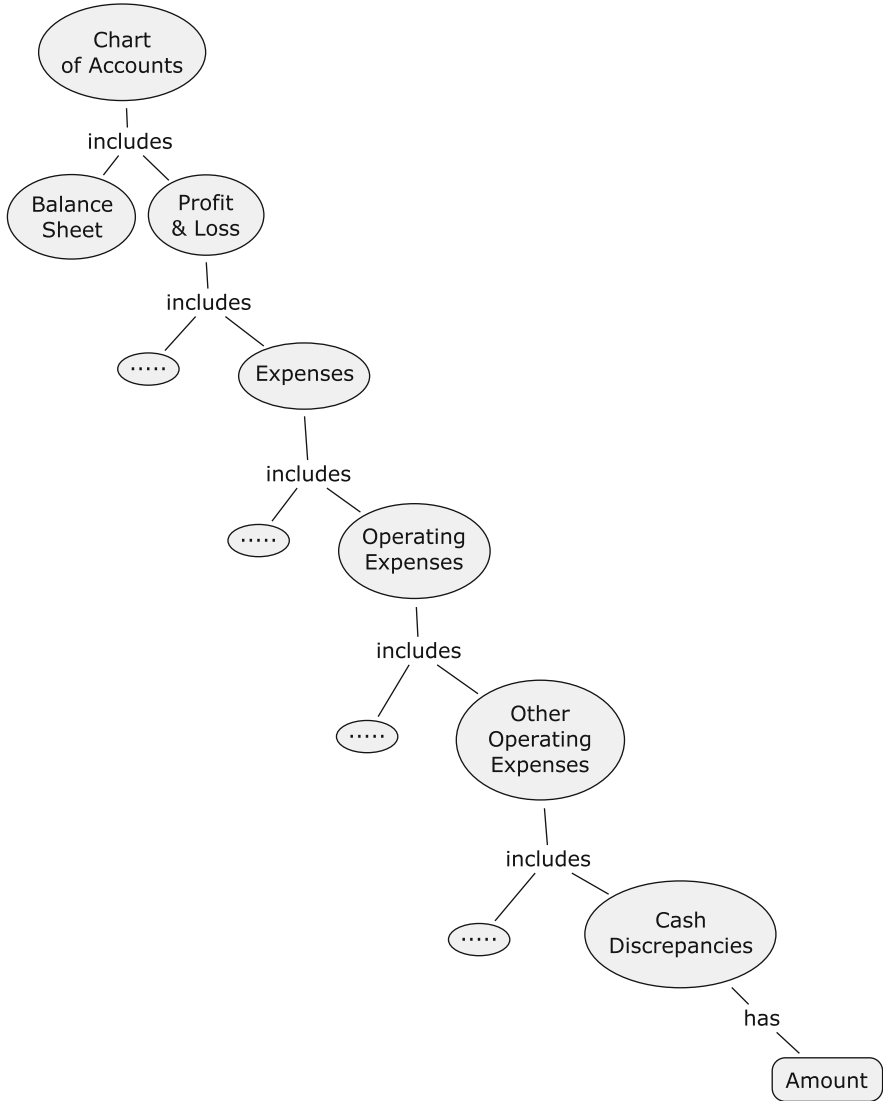 Chart
of Accounts
includes
Balance
Sheet
Profit
& Loss
includes
.....
Expenses
includes
.....
Operating
Expenses
includes
.....
Other
Operating
Expenses
includes
.....
Cash
Discrepancies
has
Amount